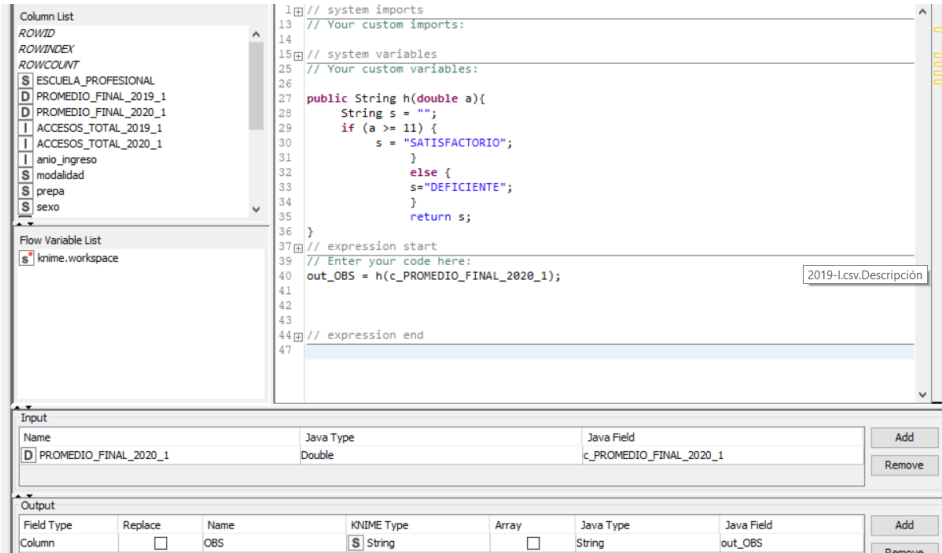 Column List
ROWID
ROWINDEX
ROWCOUNT
S ESCUELA_PROFESIONAL
D PROMEDIO_FINAL_2019_1
D PROMEDIO_FINAL_2020_1
I ACCESOS_TOTAL_2019_1
I ACCESOS_TOTAL_2020_1
I anio_ingreso
S modalidad
S prepa
S sexo
Flow Variable List
s knime.workspace
1 // system imports
13 // Your custom imports:
14
15 // system variables
25 // Your custom variables:
26
27 public String h(double a){
28 String s = "";
29 if (a >= 11) {
30 s = "SATISFACTORIO";
31 }
32 else {
33 s="DEFICIENTE";
34 }
35 return s;
36 }
37 // expression start
39 // Enter your code here:
40 out_OBS = h(c_PROMEDIO_FINAL_2020_1);
2019-I.csv.Descripción
41
42
43
44 // expression end
47
Input
Name Java Type Java Field
D PROMEDIO_FINAL_2020_1 Double c_PROMEDIO_FINAL_2020_1
Add
Remove
Output
Field Type Replace Name KNIME Type Array Java Type Java Field
Column OBS S String String out_OBS
Add
Remove